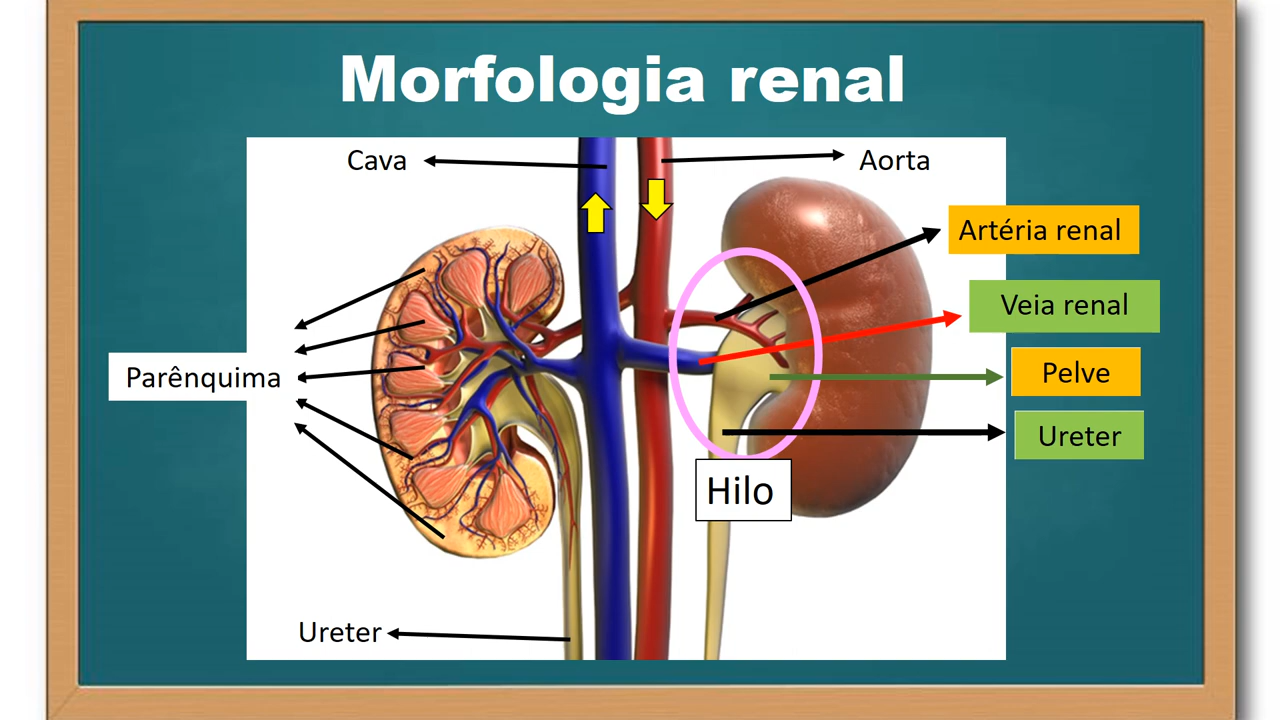 Morfologia renal
Cava
Aorta
Artéria renal
Veia renal
Parênquima
Pelve
Ureter
Hilo
Ureter